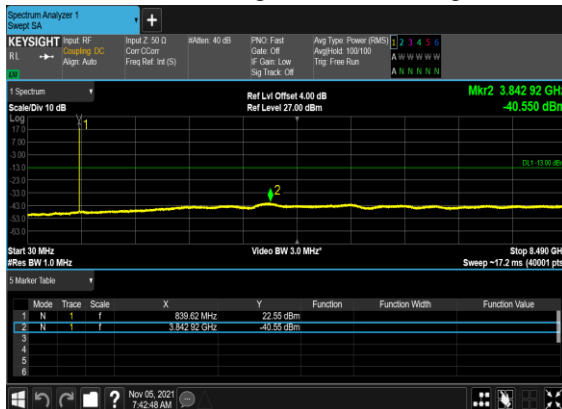 Spectrum Analyzer 1
Swept SA
+
KEYSIGHT Input: RF Input Z: 50 Ω #Atten: 40 dB PNO: Fast Avg Type: Power (RMS) 1 2 3 4 5 6
RL Coupling: DC Corr CCorr Gate: Off Avg|Hold: 100/100 A W W W W W
Align: Auto Freq Ref: Int (S) IF Gain: Low Trig: Free Run
Sig Track: Off A N N N N N
1 Spectrum Ref Lvl Offset 4.00 dB Mkr2 3.842 92 GHz
Scale/Div 10 dB Ref Level 27.00 dBm -40.550 dBm
Log
17.0 1
7.00
-3.00
-13.0 DL1 -13.00 dBm
-23.0
-33.0 2
-43.0
-53.0
-63.0
Start 30 MHz Video BW 3.0 MHz* Stop 8.490 GHz
#Res BW 1.0 MHz Sweep ~17.2 ms (40001 pts)
5 Marker Table
Mode Trace Scale X Y Function Function Width Function Value
1 N 1 f 839.62 MHz 22.55 dBm
2 N 1 f 3.842 92 GHz -40.55 dBm
3
4
5
6
? Nov 05, 2021
7:42:48 AM